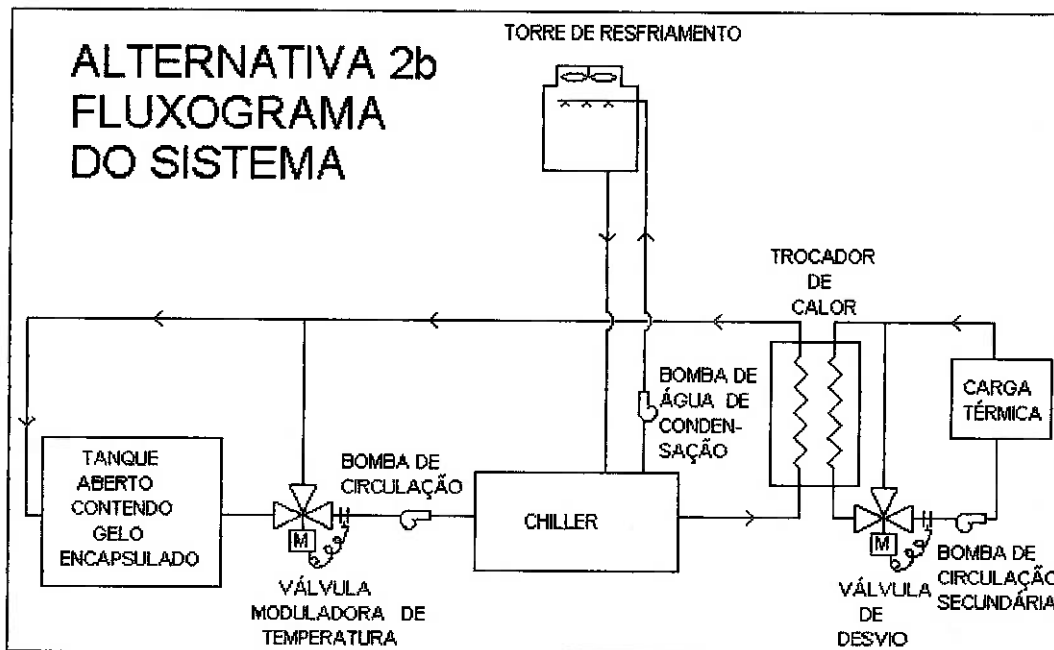 ALTERNATIVA 2b
FLUXOGRAMA
DO SISTEMA
TORRE DE RESFRIAMENTO
TROCADOR
DE
CALOR
BOMBA DE
ÁGUA DE
CONDEN-
SAÇÃO
CARGA
TÉRMICA
TANQUE
ABERTO
CONTENDO
GELO
ENCAPSULADO
BOMBA DE
CIRCULAÇÃO
CHILLER
M
VÁLVULA
MODULADORA DE
TEMPERATURA
M
VÁLVULA
DE
DESVIO
BOMBA DE
CIRCULAÇÃO
SECUNDÁRIA